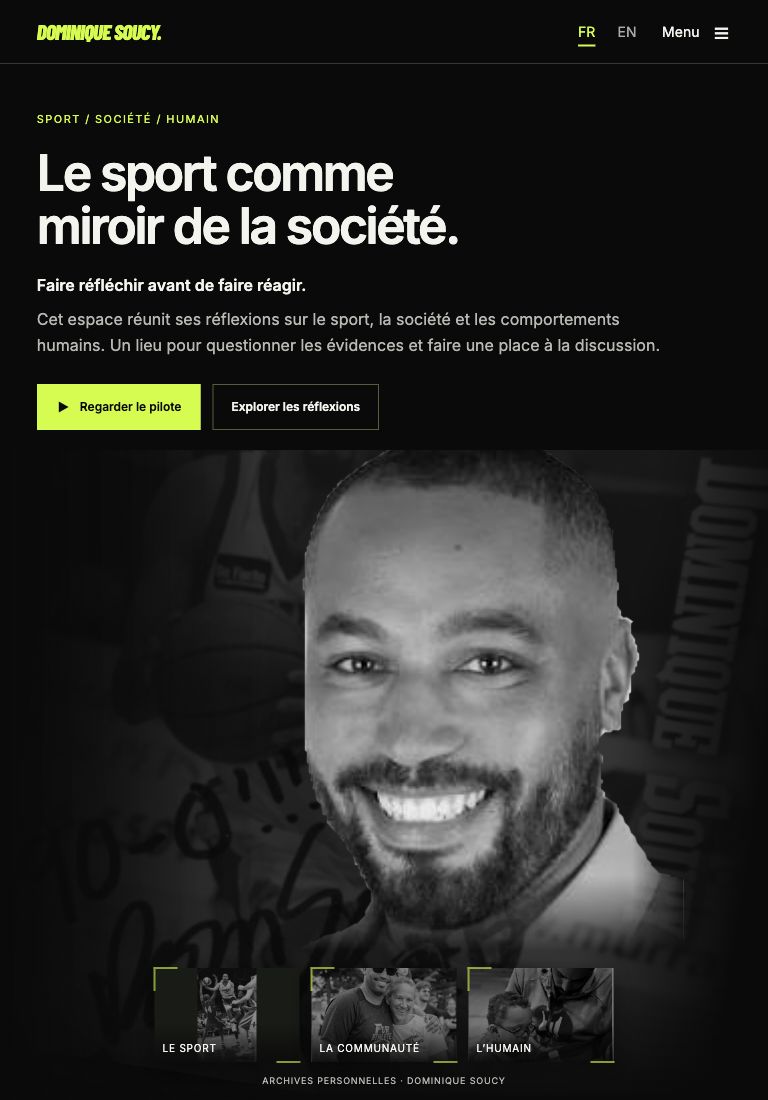 DOMINIQUE SOUCY.
FR EN Menu
SPORT / SOCIÉTÉ / HUMAIN
Le sport comme
miroir de la société.
Faire réfléchir avant de faire réagir.
Cet espace réunit ses réflexions sur le sport, la société et les comportements
humains. Un lieu pour questionner les évidences et faire une place à la discussion.
Regarder le pilote
Explorer les réflexions
DOMINIQUE
LE SPORT
LA COMMUNAUTÉ
L'HUMAIN
ARCHIVES PERSONNELLES · DOMINIQUE SOUCY